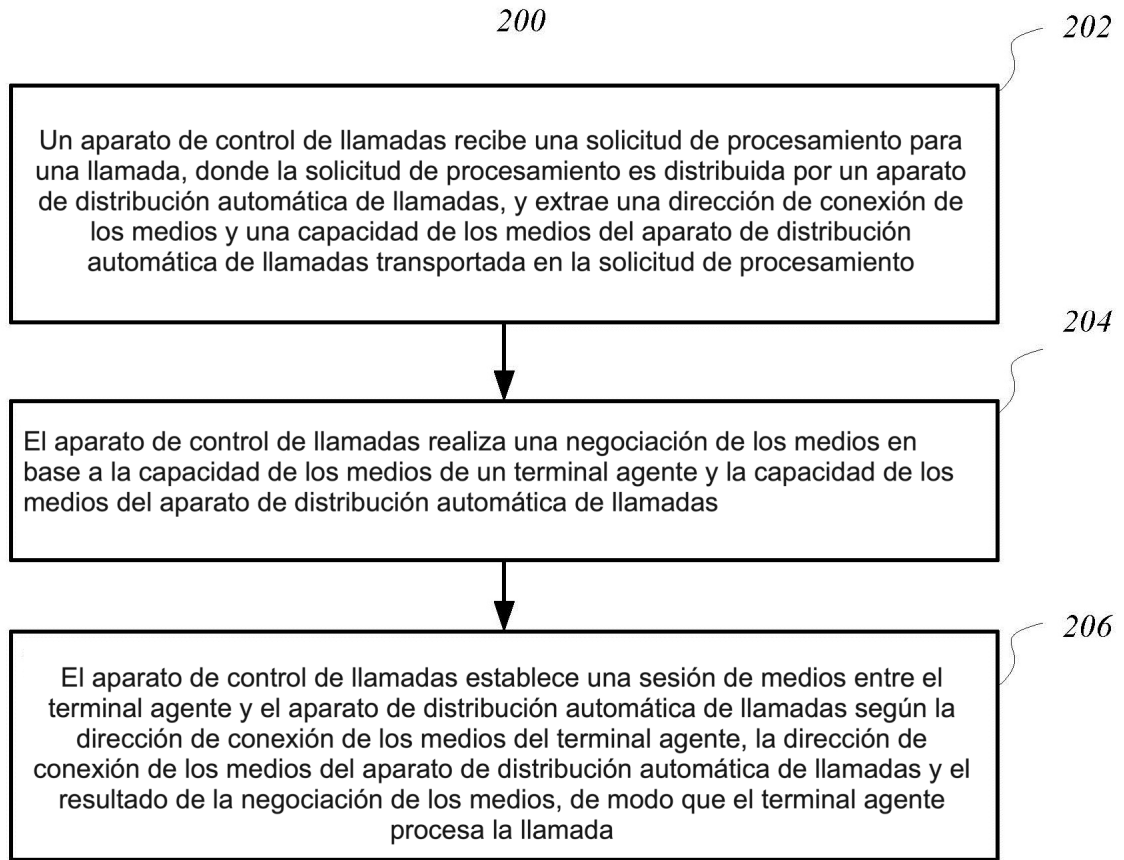 200
202
Un aparato de control de llamadas recibe una solicitud de procesamiento para
una llamada, donde la solicitud de procesamiento es distribuida por un aparato
de distribución automática de llamadas, y extrae una dirección de conexión de
los medios y una capacidad de los medios del aparato de distribución
automática de llamadas transportada en la solicitud de procesamiento
204
El aparato de control de llamadas realiza una negociación de los medios en
base a la capacidad de los medios de un terminal agente y la capacidad de los
medios del aparato de distribución automática de llamadas
206
El aparato de control de llamadas establece una sesión de medios entre el
terminal agente y el aparato de distribución automática de llamadas según la
dirección de conexión de los medios del terminal agente, la dirección de
conexión de los medios del aparato de distribución automática de llamadas y el
resultado de la negociación de los medios, de modo que el terminal agente
procesa la llamada